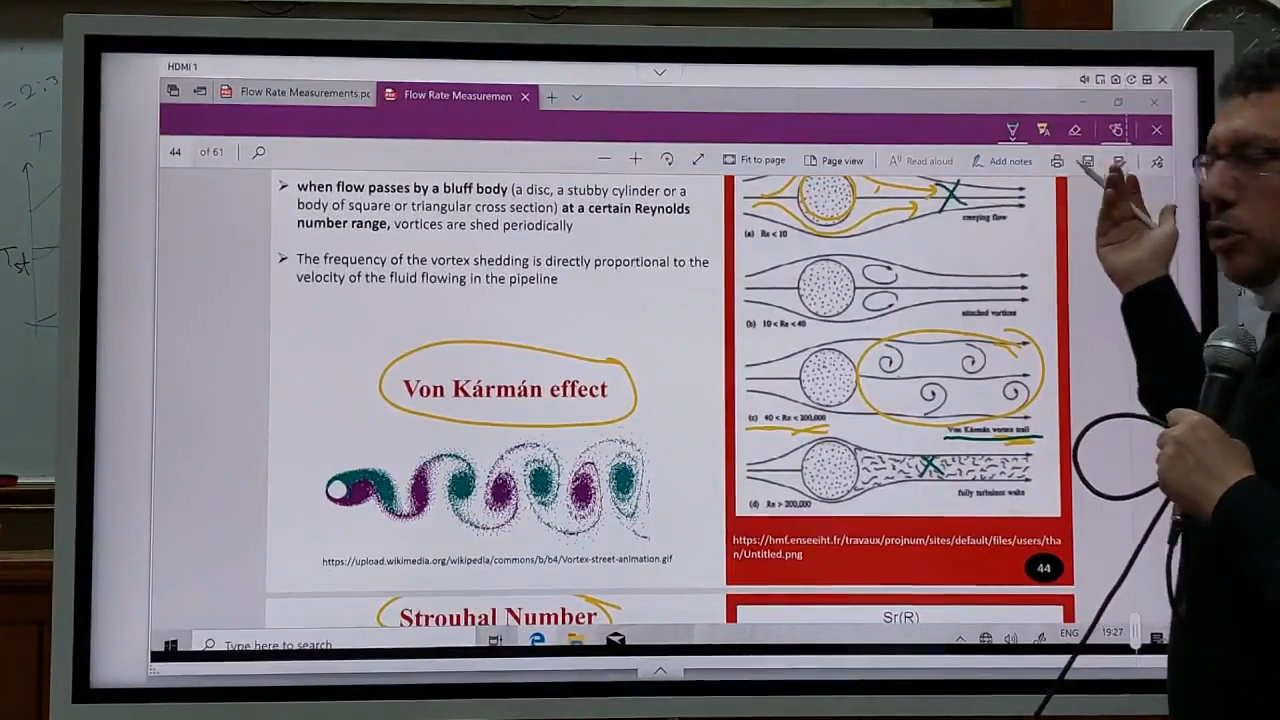 HDMI 1
Flow Rate Measurements.pc
Flow Rate Measuremen
44 of 61
Fit to page
Page view
Read aloud
Add notes
when flow passes by a bluff body (a disc, a stubby cylinder or a
body of square or triangular cross section) at a certain Reynolds
number range, vortices are shed periodically
The frequency of the vortex shedding is directly proportional to the
velocity of the fluid flowing in the pipeline
Von Kármán effect
https://upload.wikimedia.org/wikipedia/commons/b/b4/Vortex-street-animation.gif
creeping flow
(a) Re < 10
attached vortices
(b) 10 < Re < 40
(c) 40 < Re < 200,000
Von Kármán vortex trail
fully turbulent wake
(d) Re > 200,000
https://hmf.enseeiht.fr/travaux/projnum/sites/default/files/users/tha
n/Untitled.png
44
Strouhal Number
Sr(R)
Type here to search
ENG
19:27
= 2:3
T
Tst